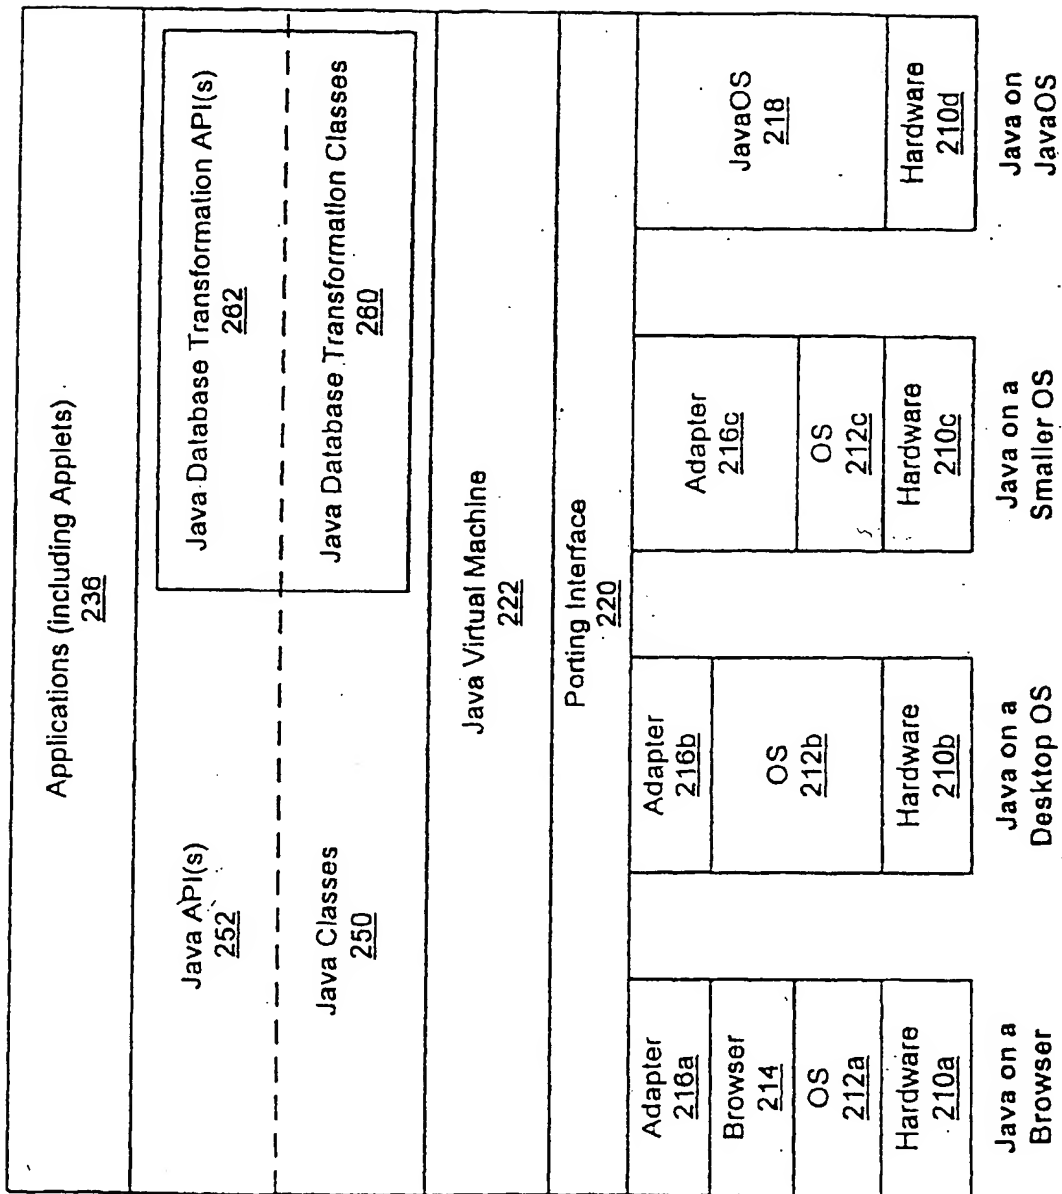 Applications (including Applets)
236
Java API(s)
252
Java Database Transformation API(s)
262
Java Classes
250
Java Database Transformation Classes
260
Java Virtual Machine
222
Porting Interface
220
Adapter
216a
Browser
214
OS
212a
Hardware
210a
Java on a
Browser
Adapter
216b
OS
212b
Hardware
210b
Java on a
Desktop OS
Adapter
216c
OS
212c
Hardware
210c
Java on a
Smaller OS
JavaOS
218
Hardware
210d
Java on
JavaOS